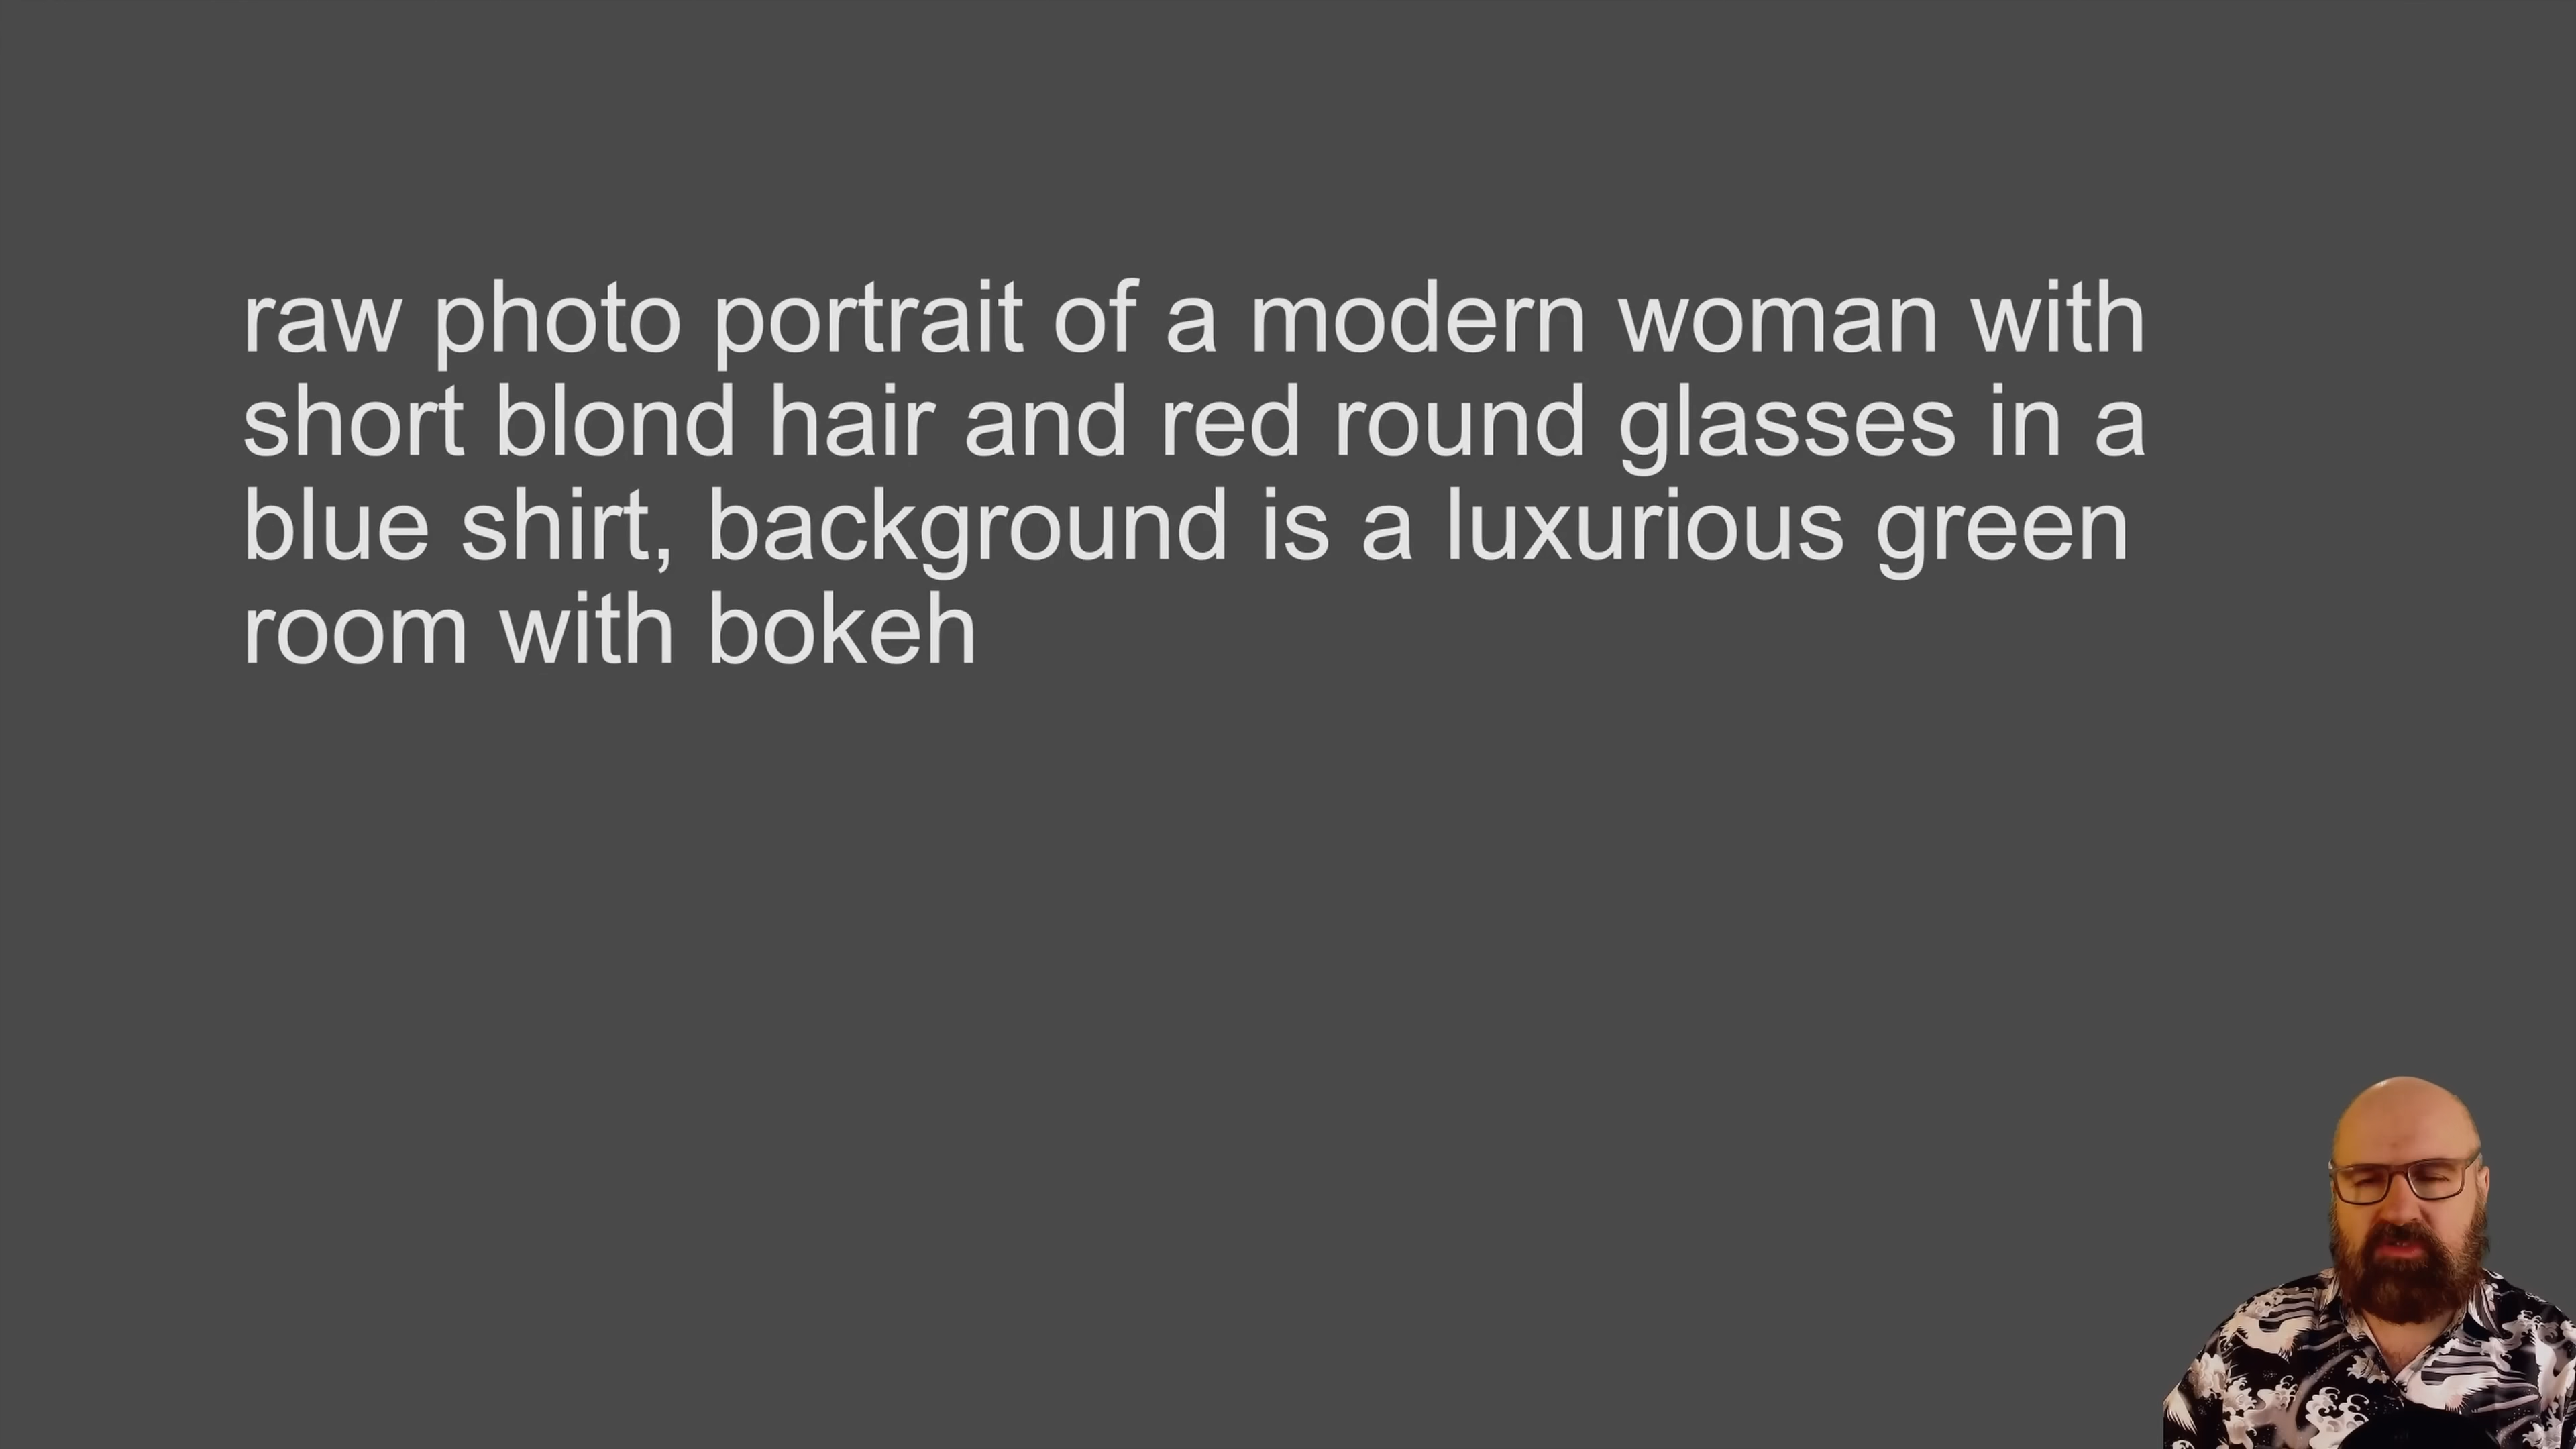 raw photo portrait of a modern woman with
short blond hair and red round glasses in a
blue shirt, background is a luxurious green
room with bokeh